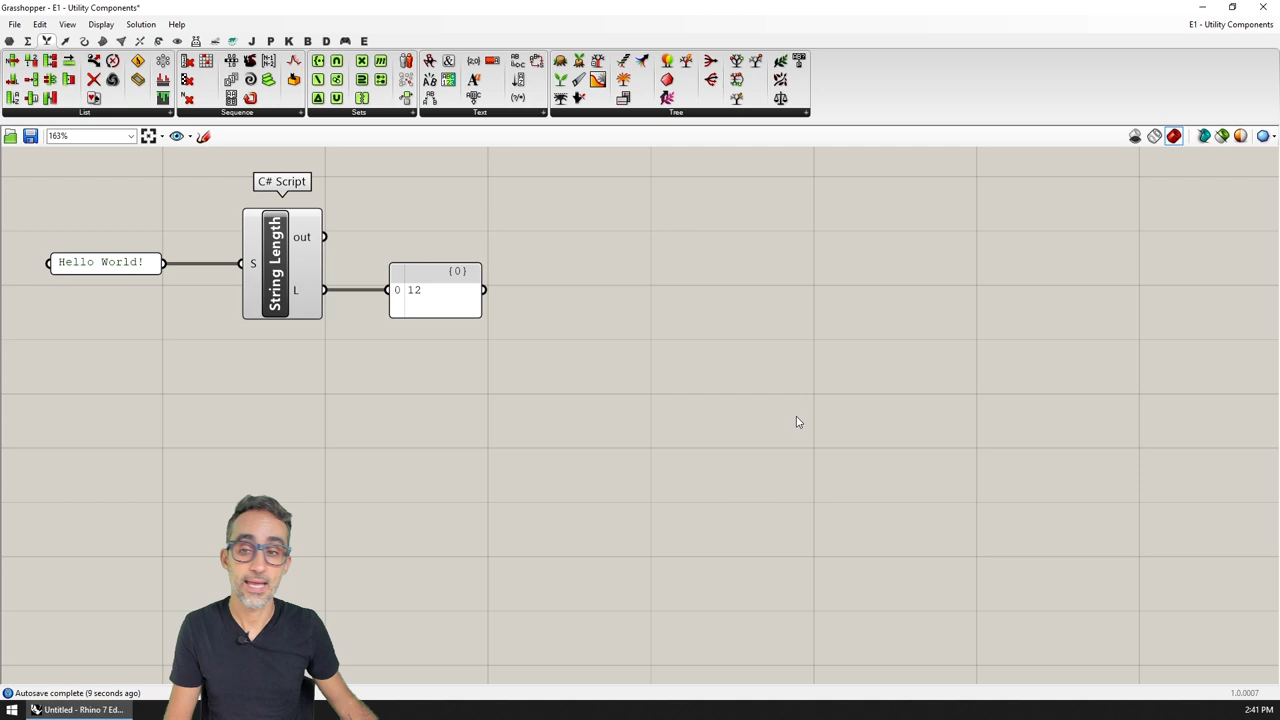 Grasshopper - E1 - Utility Components*
File Edit View Display Solution Help
E1 - Utility Components*
J P K B D E
List Sequence Sets Text Tree
163%
C# Script
Hello World!
S
String Length
out
L
{0}
0 12
Autosave complete (9 seconds ago)
1.0.0007
Untitled - Rhino 7 Ed...
2:41 PM